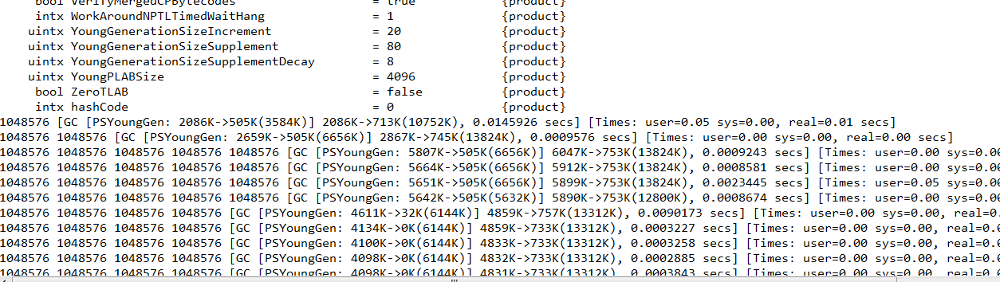 bool VerifyMergedCPBytecodes = true {product}
intx WorkAroundNPTLTimedWaitHang = 1 {product}
uintx YoungGenerationSizeIncrement = 20 {product}
uintx YoungGenerationSizeSupplement = 80 {product}
uintx YoungGenerationSizeSupplementDecay = 8 {product}
uintx YoungPLABSize = 4096 {product}
bool ZeroTLAB = false {product}
intx hashCode = 0 {product}
1048576 [GC [PSYoungGen: 2086K->505K(3584K)] 2086K->713K(10752K), 0.0145926 secs] [Times: user=0.05 sys=0.00, real=0.01 secs]
1048576 1048576 [GC [PSYoungGen: 2659K->505K(6656K)] 2867K->745K(13824K), 0.0009576 secs] [Times: user=0.00 sys=0.00, real=0.00 secs]
1048576 1048576 1048576 1048576 1048576 [GC [PSYoungGen: 5807K->505K(6656K)] 6047K->753K(13824K), 0.0009243 secs] [Times: user=0.00 sys=0.00
1048576 1048576 1048576 1048576 1048576 [GC [PSYoungGen: 5664K->505K(6656K)] 5912K->753K(13824K), 0.0008581 secs] [Times: user=0.00 sys=0.00
1048576 1048576 1048576 1048576 1048576 [GC [PSYoungGen: 5651K->505K(6656K)] 5899K->753K(13824K), 0.0023445 secs] [Times: user=0.05 sys=0.00
1048576 1048576 1048576 1048576 1048576 [GC [PSYoungGen: 5642K->505K(5632K)] 5890K->753K(12800K), 0.0008674 secs] [Times: user=0.00 sys=0.00
1048576 1048576 1048576 1048576 [GC [PSYoungGen: 4611K->32K(6144K)] 4859K->757K(13312K), 0.0090173 secs] [Times: user=0.00 sys=0.00, real=0
1048576 1048576 1048576 1048576 [GC [PSYoungGen: 4134K->0K(6144K)] 4859K->733K(13312K), 0.0003227 secs] [Times: user=0.00 sys=0.00, real=0.
1048576 1048576 1048576 1048576 [GC [PSYoungGen: 4100K->0K(6144K)] 4833K->733K(13312K), 0.0003258 secs] [Times: user=0.00 sys=0.00, real=0.
1048576 1048576 1048576 1048576 [GC [PSYoungGen: 4098K->0K(6144K)] 4832K->733K(13312K), 0.0002885 secs] [Times: user=0.00 sys=0.00, real=0.
1048576 1048576 1048576 1048576 [GC [PSYoungGen: 4098K->0K(6144K)] 4831K->733K(13312K), 0.0003843 secs] [Times: user=0.00 sys=0.00, real=0.